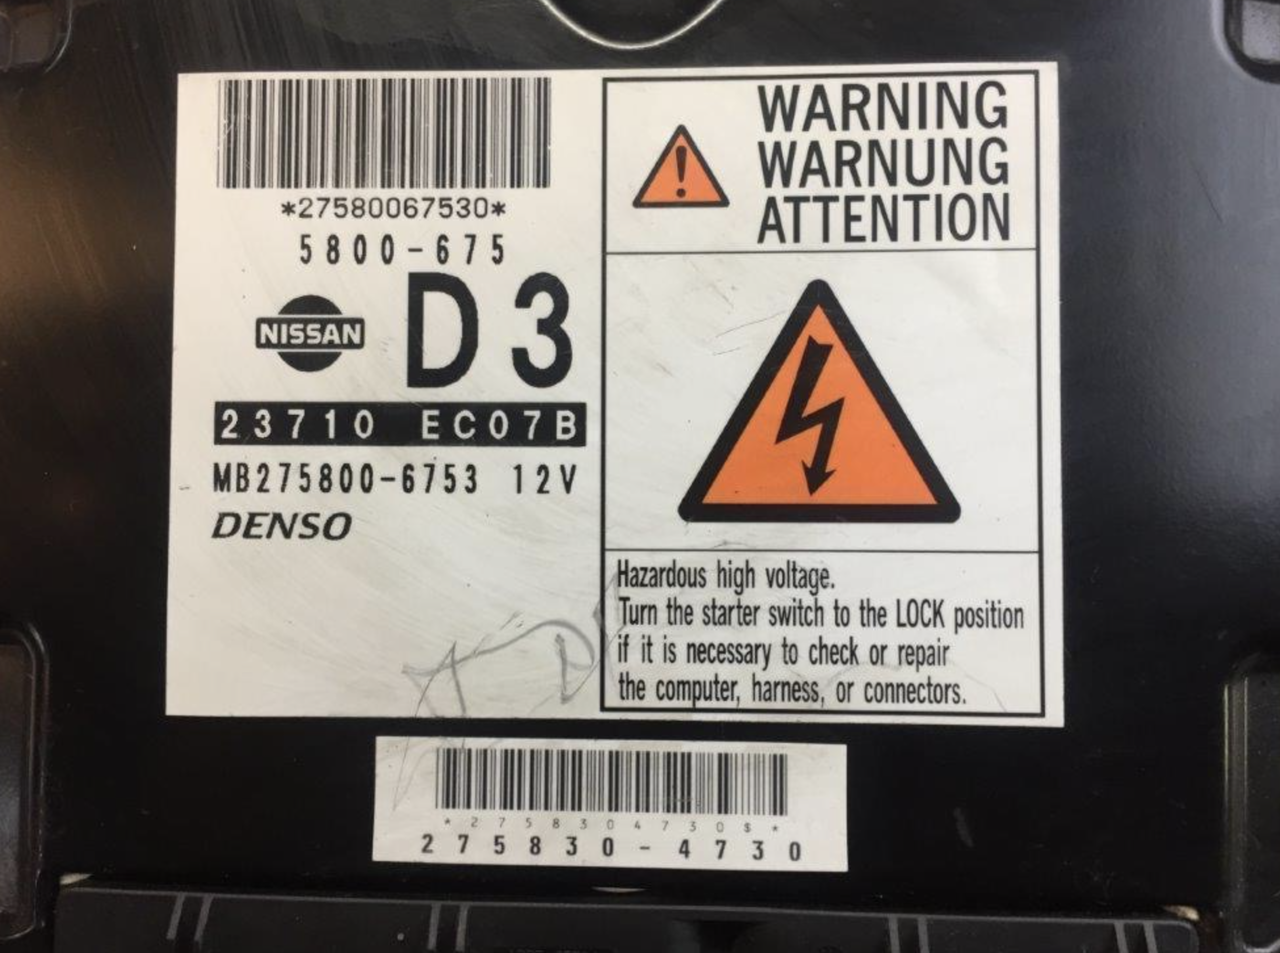 *27580067530*
5800-675
NISSAN
D3
23710 EC07B
MB275800-6753 12V
DENSO
WARNING
WARNUNG
ATTENTION
Hazardous high voltage.
Turn the starter switch to the LOCK position
if it is necessary to check or repair
the computer, harness, or connectors.
*2758304730$*
275830-4730